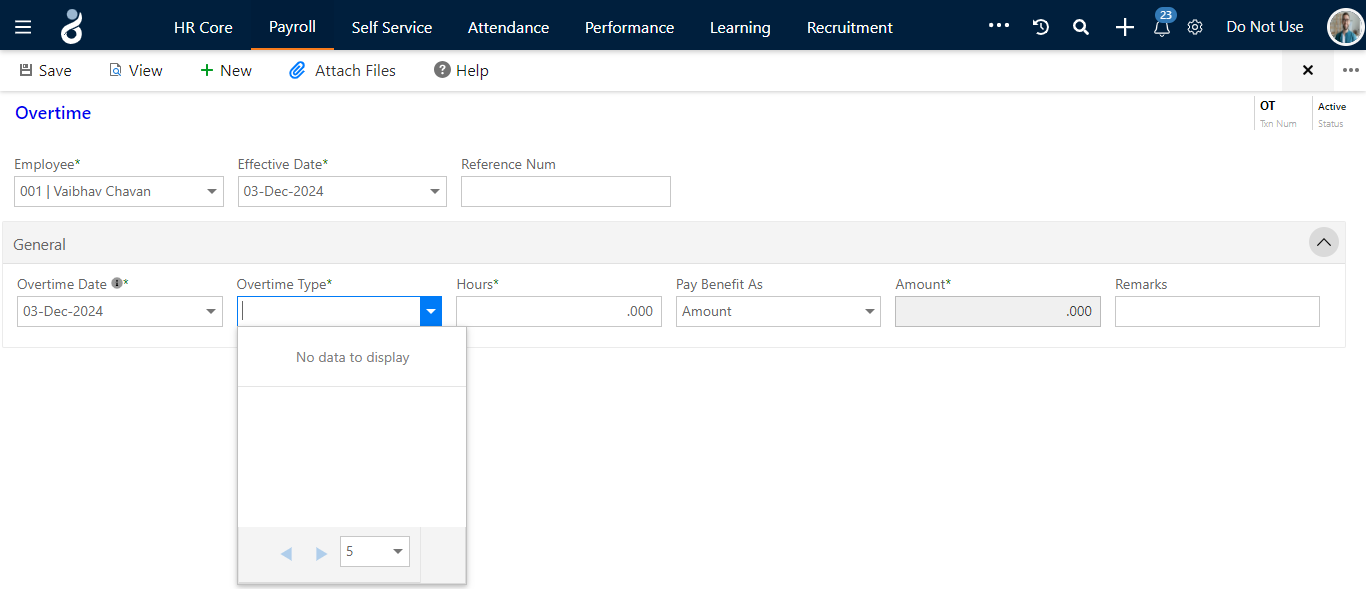 HR Core Payroll Self Service Attendance Performance Learning Recruitment 23 Do Not Use
Save View New Attach Files Help
Overtime
OT Active
Txn Num Status
Employee* Effective Date* Reference Num
001 | Vaibhav Chavan 03-Dec-2024
General
Overtime Date * Overtime Type* Hours* Pay Benefit As Amount* Remarks
03-Dec-2024 .000 Amount .000
No data to display
5